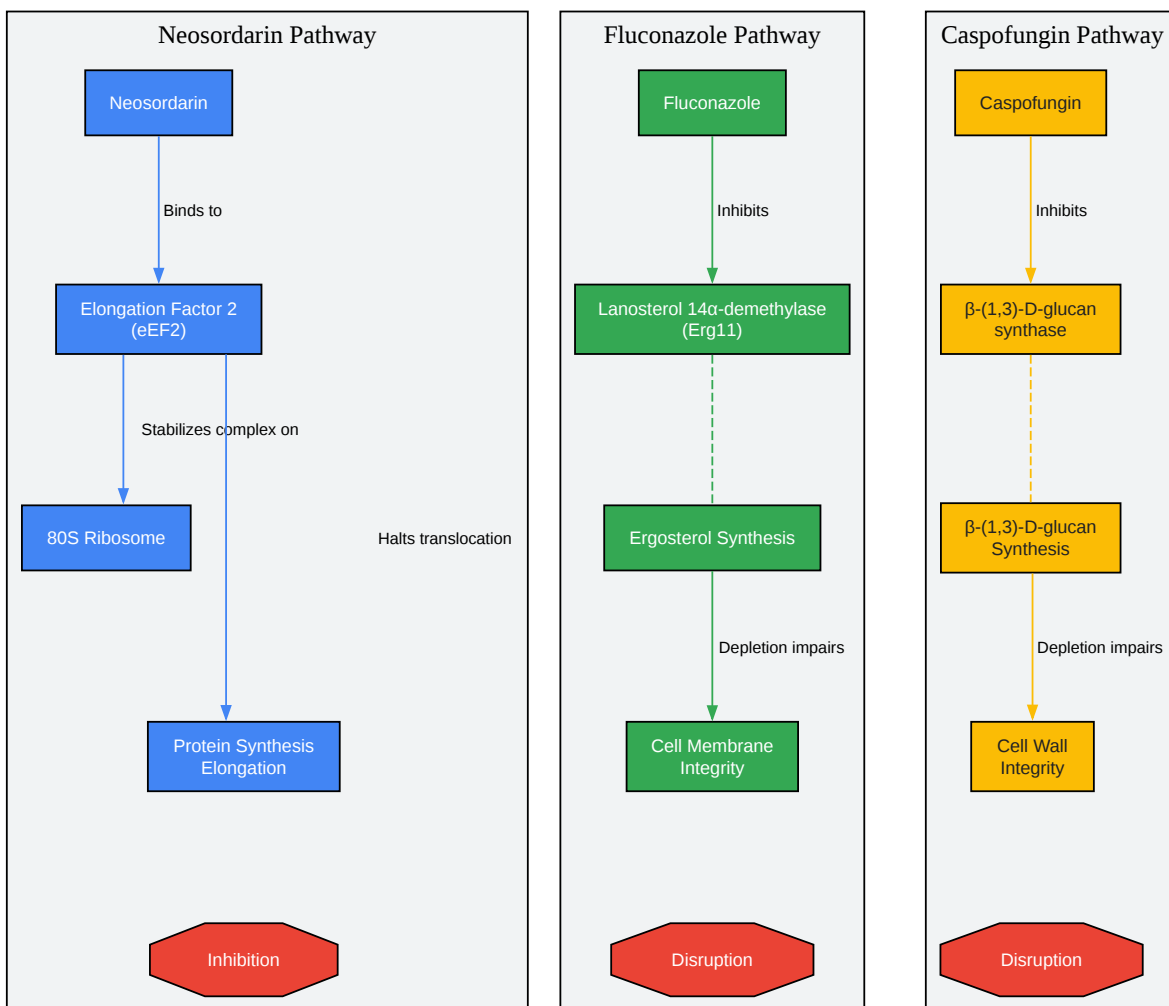 Neosordarin Pathway
Neosordarin
Binds to
Elongation Factor 2
(eEF2)
Stabilizes complex on
80S Ribosome
Halts translocation
Protein Synthesis
Elongation
Inhibition
Fluconazole Pathway
Fluconazole
Inhibits
Lanosterol 14α-demethylase
(Erg11)
Ergosterol Synthesis
Depletion impairs
Cell Membrane
Integrity
Disruption
Caspofungin Pathway
Caspofungin
Inhibits
β-(1,3)-D-glucan
synthase
β-(1,3)-D-glucan
Synthesis
Depletion impairs
Cell Wall
Integrity
Disruption